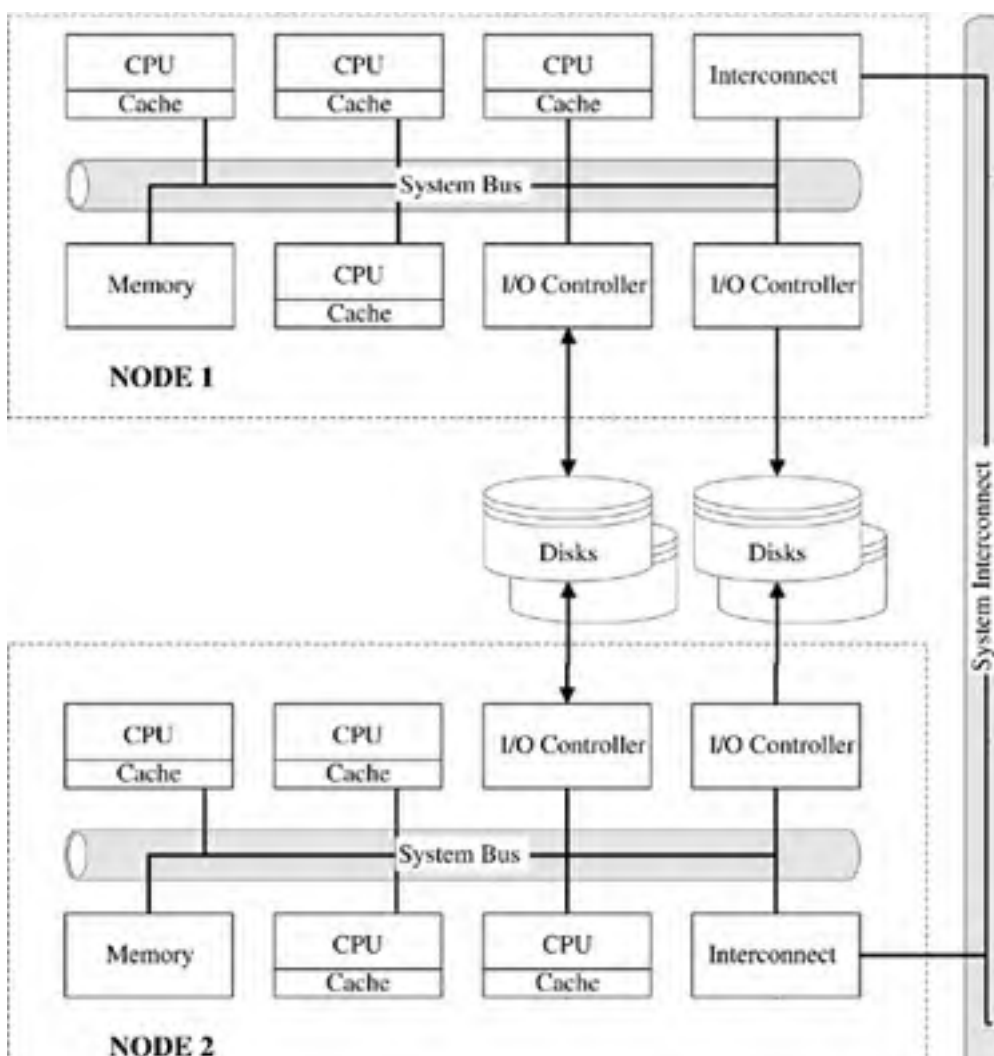 CPU
Cache
CPU
Cache
CPU
Cache
Interconnect
System Bus
Memory
CPU
Cache
I/O Controller
I/O Controller
NODE 1
Disks
Disks
System Interconnect
CPU
Cache
CPU
Cache
I/O Controller
I/O Controller
System Bus
Memory
CPU
Cache
CPU
Cache
Interconnect
NODE 2